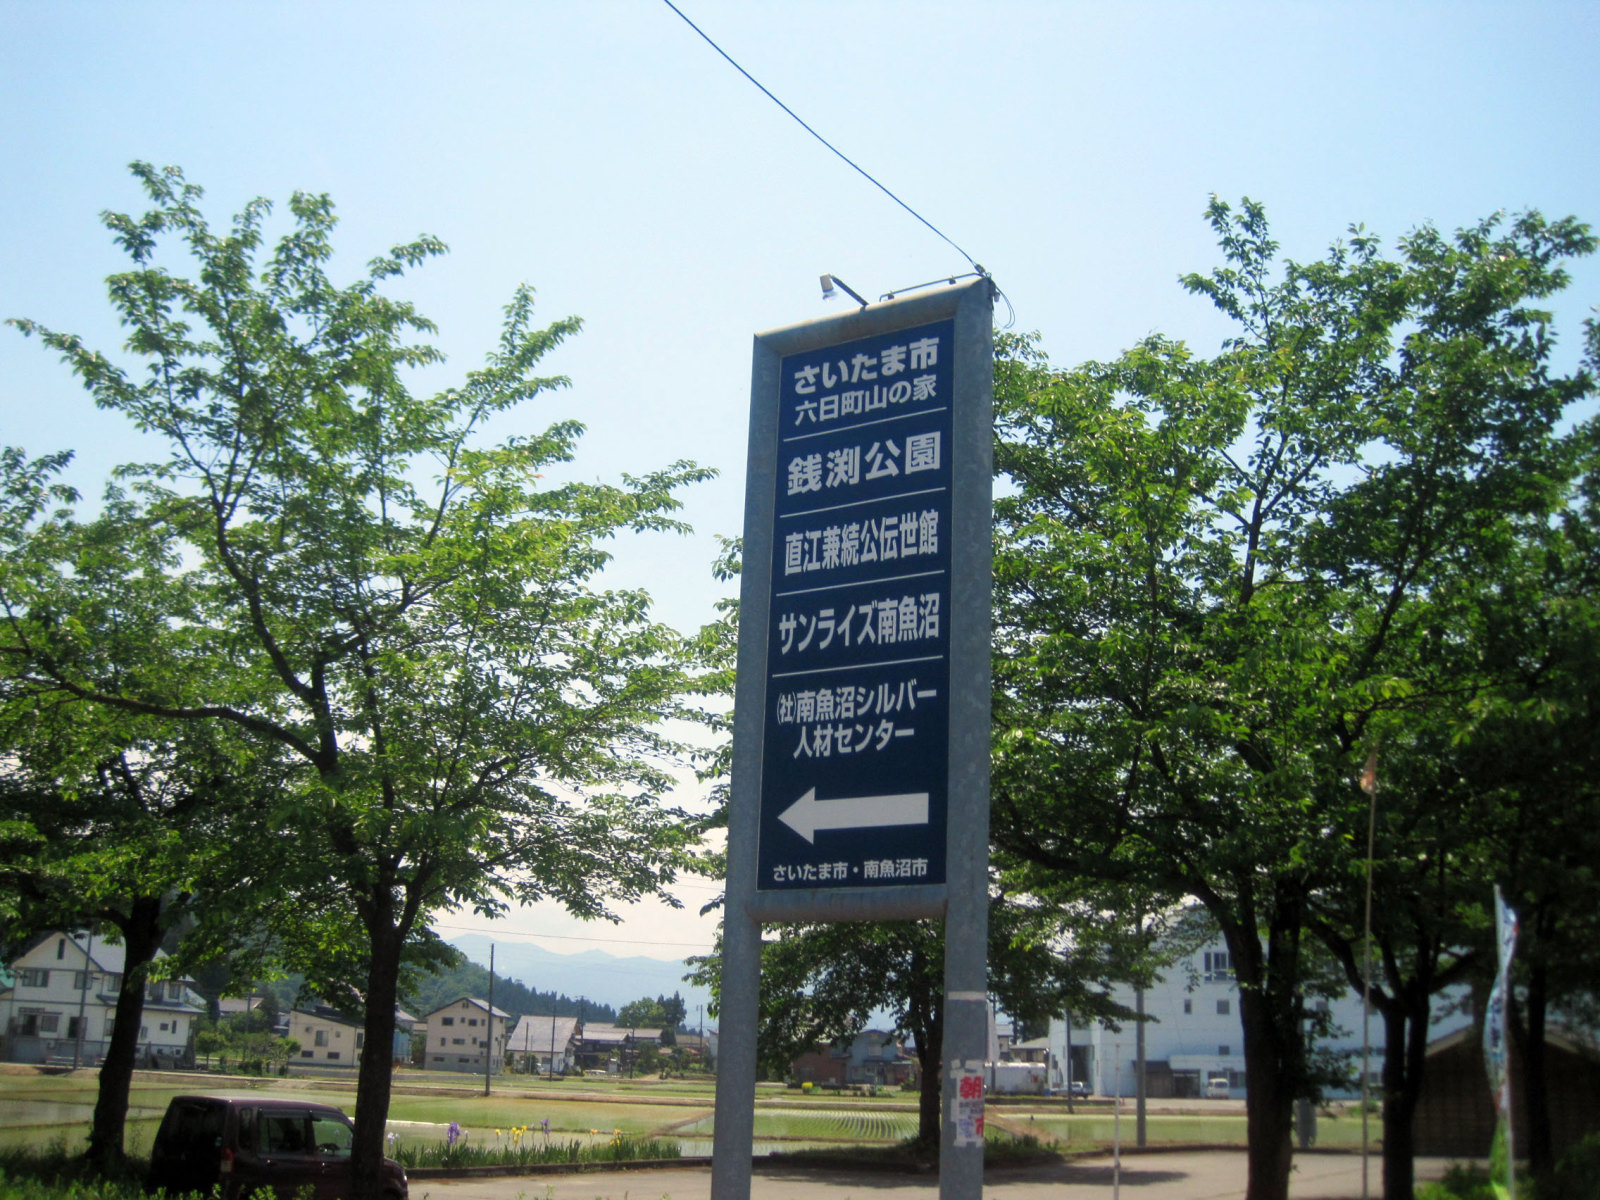 さいたま市
六日町山の家
銭渕公園
直江兼続公伝世館
サンライズ南魚沼
㈳南魚沼シルバー
人材センター
さいたま市・南魚沼市
朝